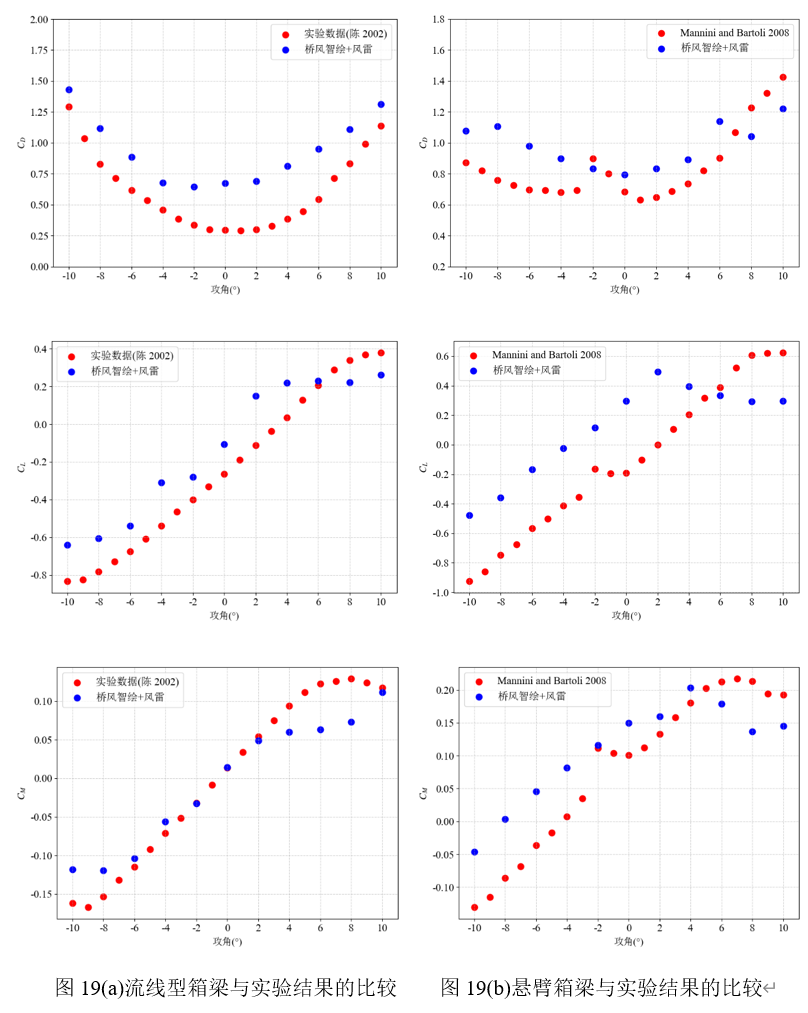 2.00
1.75
1.50
1.25
1.00
0.75
0.50
0.25
0.00
C_D
实验数据(陈 2002)
桥风智绘+风雷
-10 -8 -6 -4 -2 0 2 4 6 8 10
攻角(°)
1.8
1.6
1.4
1.2
1.0
0.8
0.6
0.4
0.2
C_D
Mannini and Bartoli 2008
桥风智绘+风雷
-10 -8 -6 -4 -2 0 2 4 6 8 10
攻角(°)
0.4
0.2
0.0
-0.2
-0.4
-0.6
-0.8
C_L
实验数据(陈 2002)
桥风智绘+风雷
-10 -8 -6 -4 -2 0 2 4 6 8 10
攻角(°)
0.6
0.4
0.2
0.0
-0.2
-0.4
-0.6
-0.8
-1.0
C_L
Mannini and Bartoli 2008
桥风智绘+风雷
-10 -8 -6 -4 -2 0 2 4 6 8 10
攻角(°)
0.10
0.05
0.00
-0.05
-0.10
-0.15
C_M
实验数据(陈 2002)
桥风智绘+风雷
-10 -8 -6 -4 -2 0 2 4 6 8 10
攻角(°)
0.20
0.15
0.10
0.05
0.00
-0.05
-0.10
C_M
Mannini and Bartoli 2008
桥风智绘+风雷
-10 -8 -6 -4 -2 0 2 4 6 8 10
攻角(°)
图 19(a)流线型箱梁与实验结果的比较
图 19(b)悬臂箱梁与实验结果的比较↵